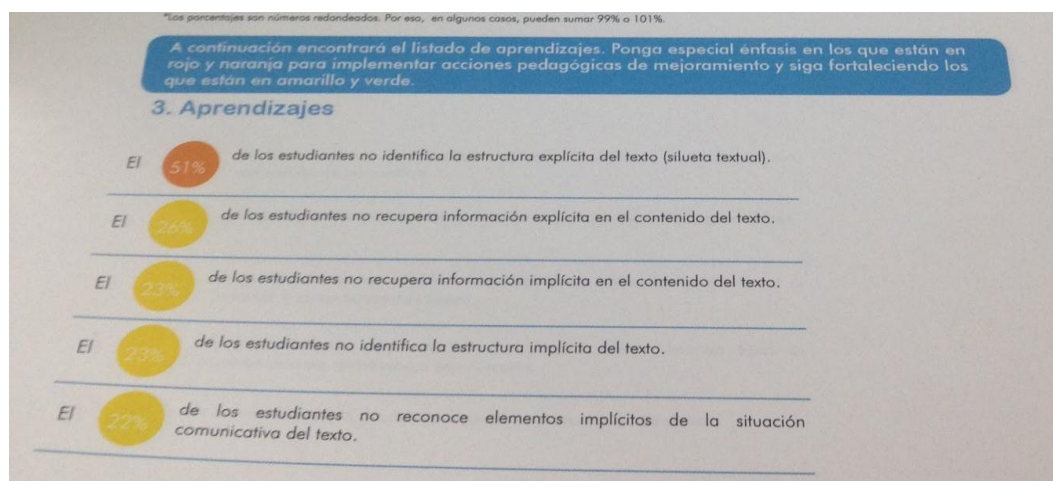 *Los porcentajes son números redondeados. Por eso, en algunos casos, pueden sumar 99% o 101%.
A continuación encontrará el listado de aprendizajes. Ponga especial énfasis en los que están en
rojo y naranja para implementar acciones pedagógicas de mejoramiento y siga fortaleciendo los
que están en amarillo y verde.
3. Aprendizajes
El 51% de los estudiantes no identifica la estructura explícita del texto (silueta textual).
El 26% de los estudiantes no recupera información explícita en el contenido del texto.
El 23% de los estudiantes no recupera información implícita en el contenido del texto.
El 23% de los estudiantes no identifica la estructura implícita del texto.
El 22% de los estudiantes no reconoce elementos implícitos de la situación
comunicativa del texto.